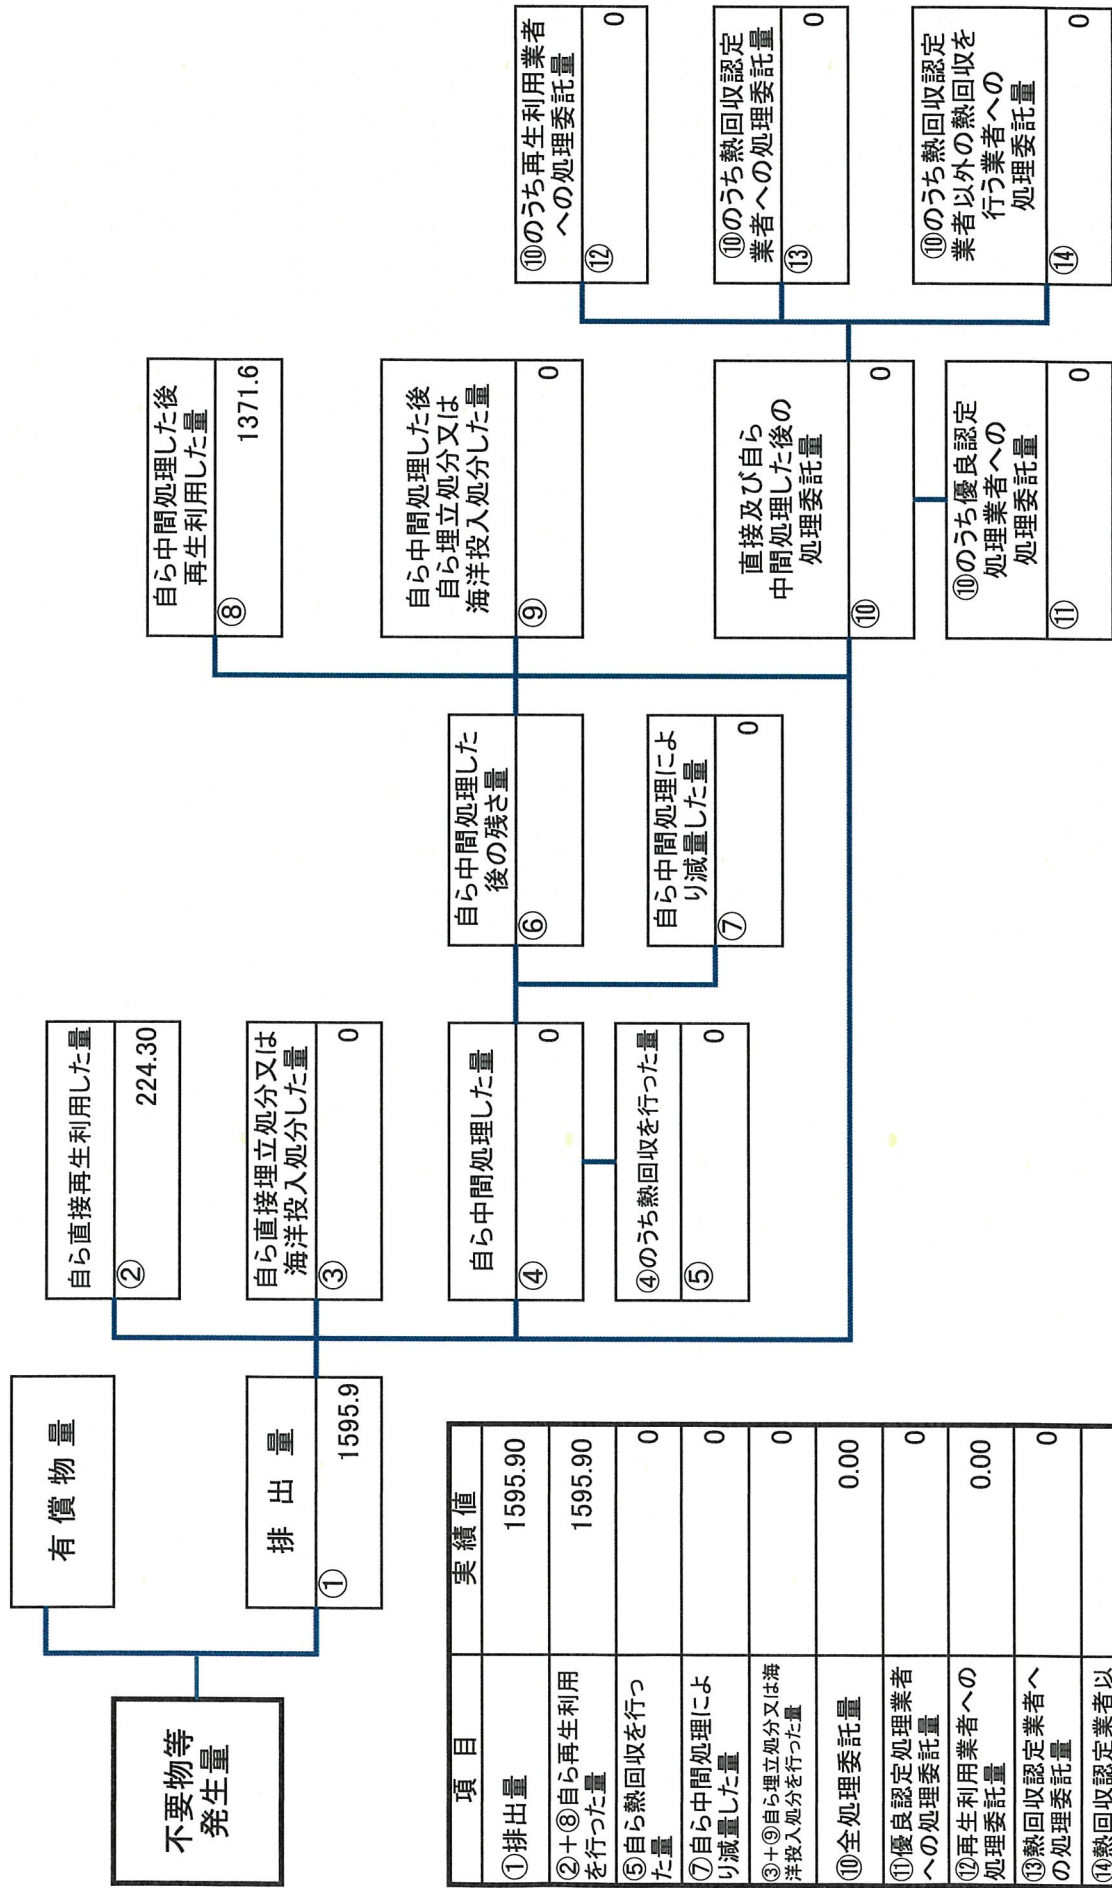 不要物等
発生量
有償物量
排出量
①
1595.9
自ら直接再生利用した量
②
224.30
自ら直接埋立処分又は
海洋投入処分した量
③
0
自ら中間処理した量
④
0
④のうち熱回収を行った量
⑤
0
自ら中間処理した
後の残さ量
⑥
自ら中間処理によ
り減量した量
⑦
0
自ら中間処理した後
再生利用した量
⑧
1371.6
自ら中間処理した後
自ら埋立処分又は
海洋投入処分した量
⑨
0
直接及び自ら
中間処理した後の
処理委託量
⑩
0
⑩のうち優良認定
処理業者への
処理委託量
⑪
0
⑩のうち再生利用業者
への処理委託量
⑫
0
⑩のうち熱回収認定
業者への処理委託量
⑬
0
⑩のうち熱回収認定
業者以外の熱回収を
行う業者への
処理委託量
⑭
0
項目 実績値
①排出量 1595.90
②+⑧自ら再生利用
を行った量 1595.90
⑤自ら熱回収を行っ
た量 0
⑦自ら中間処理によ
り減量した量 0
③+⑨自ら埋立処分又は海
洋投入処分を行った量 0
⑩全処理委託量 0.00
⑪優良認定処理業者
への処理委託量 0
⑫再生利用業者への
処理委託量 0.00
⑬熱回収認定業者へ
の処理委託量 0
⑭熱回収認定業者以